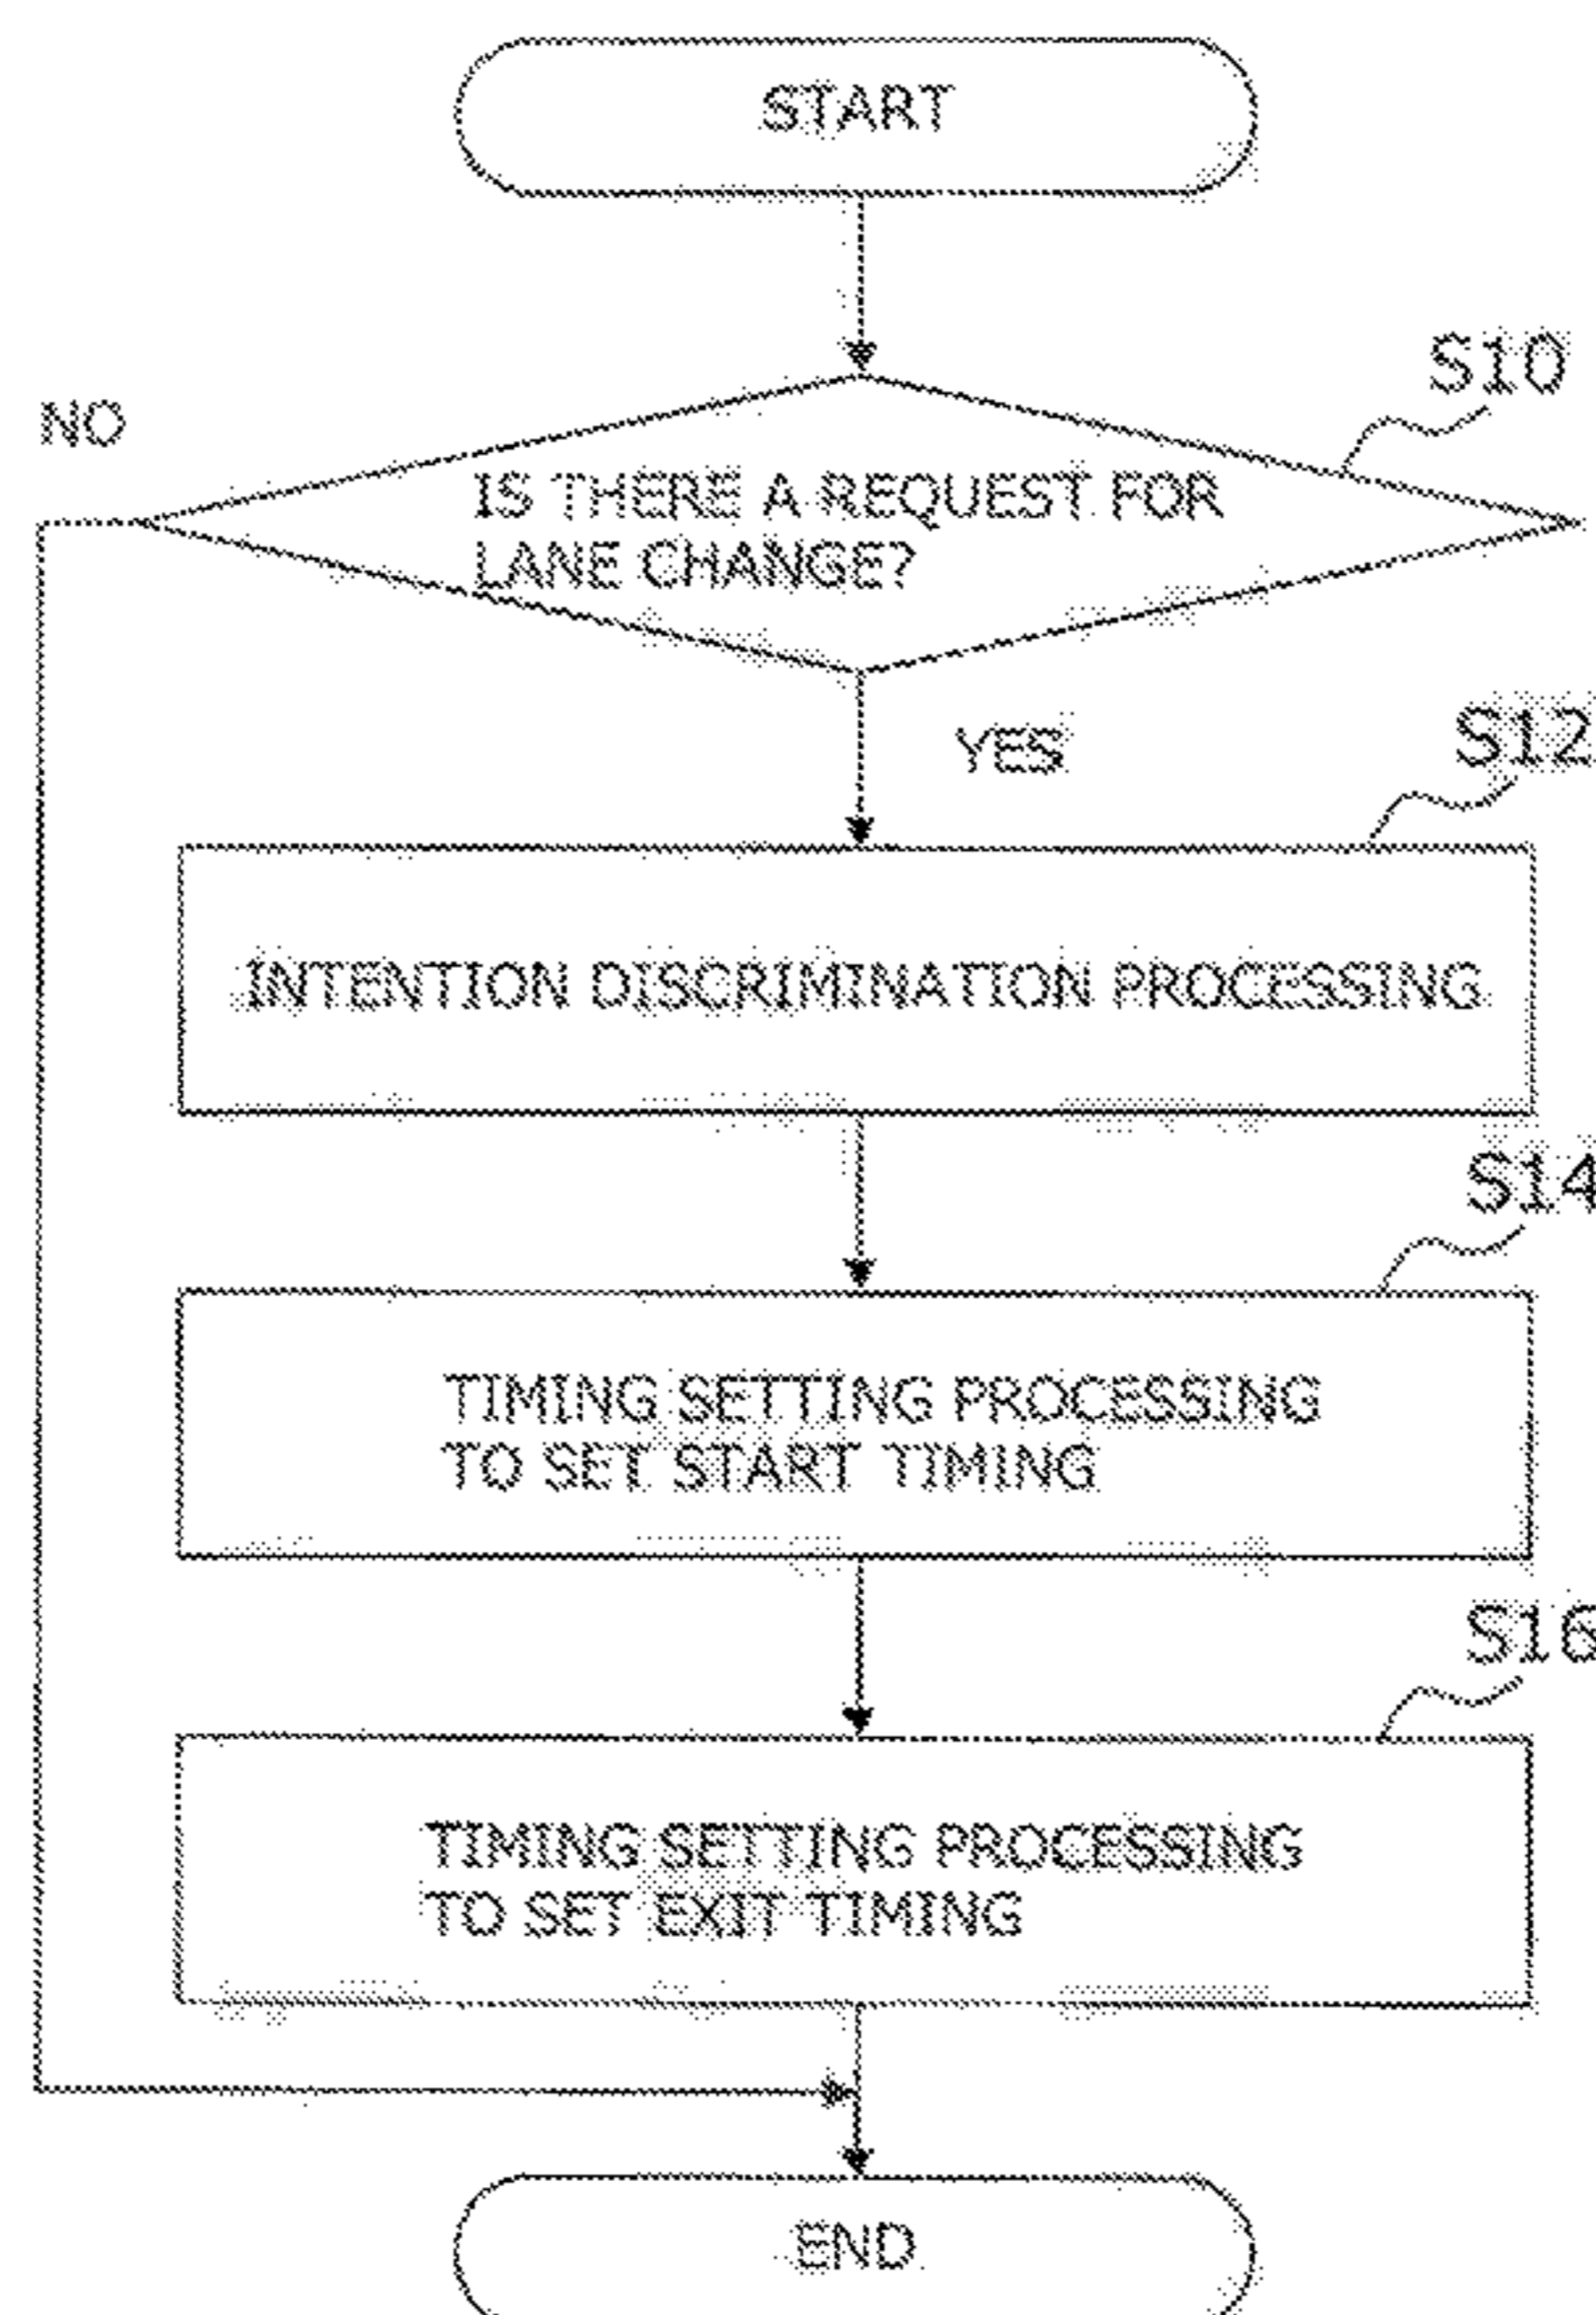 START
S10
NO
IS THERE A REQUEST FOR
LANE CHANGE?
YES
S12
INTENTION DISCRIMINATION PROCESSING
S14
TIMING SETTING PROCESSING
TO SET START TIMING
S16
TIMING SETTING PROCESSING
TO SET EXIT TIMING
END